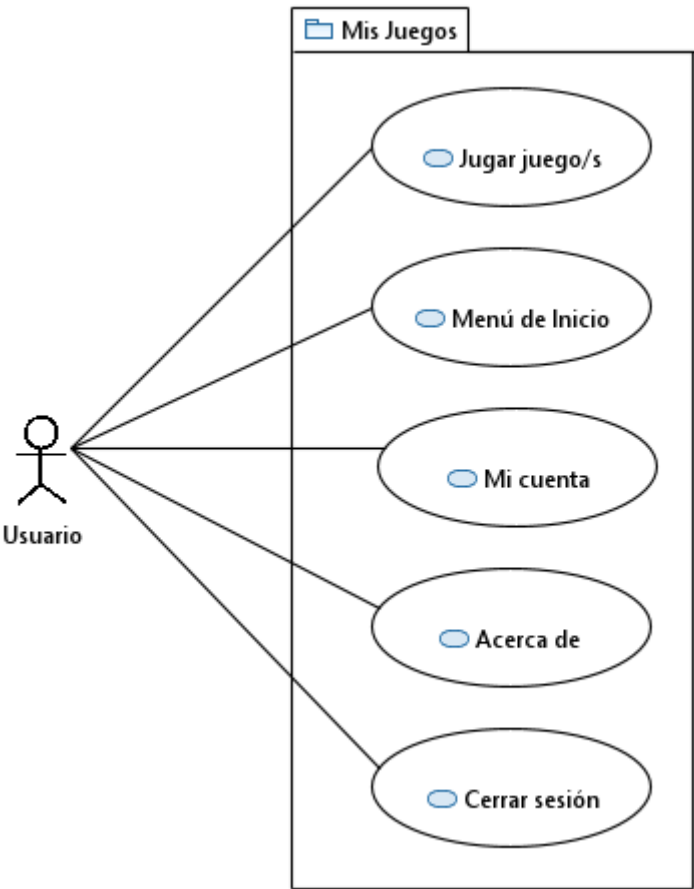 Mis Juegos
Jugar juego/s
Menú de Inicio
Mi cuenta
Usuario
Acerca de
Cerrar sesión